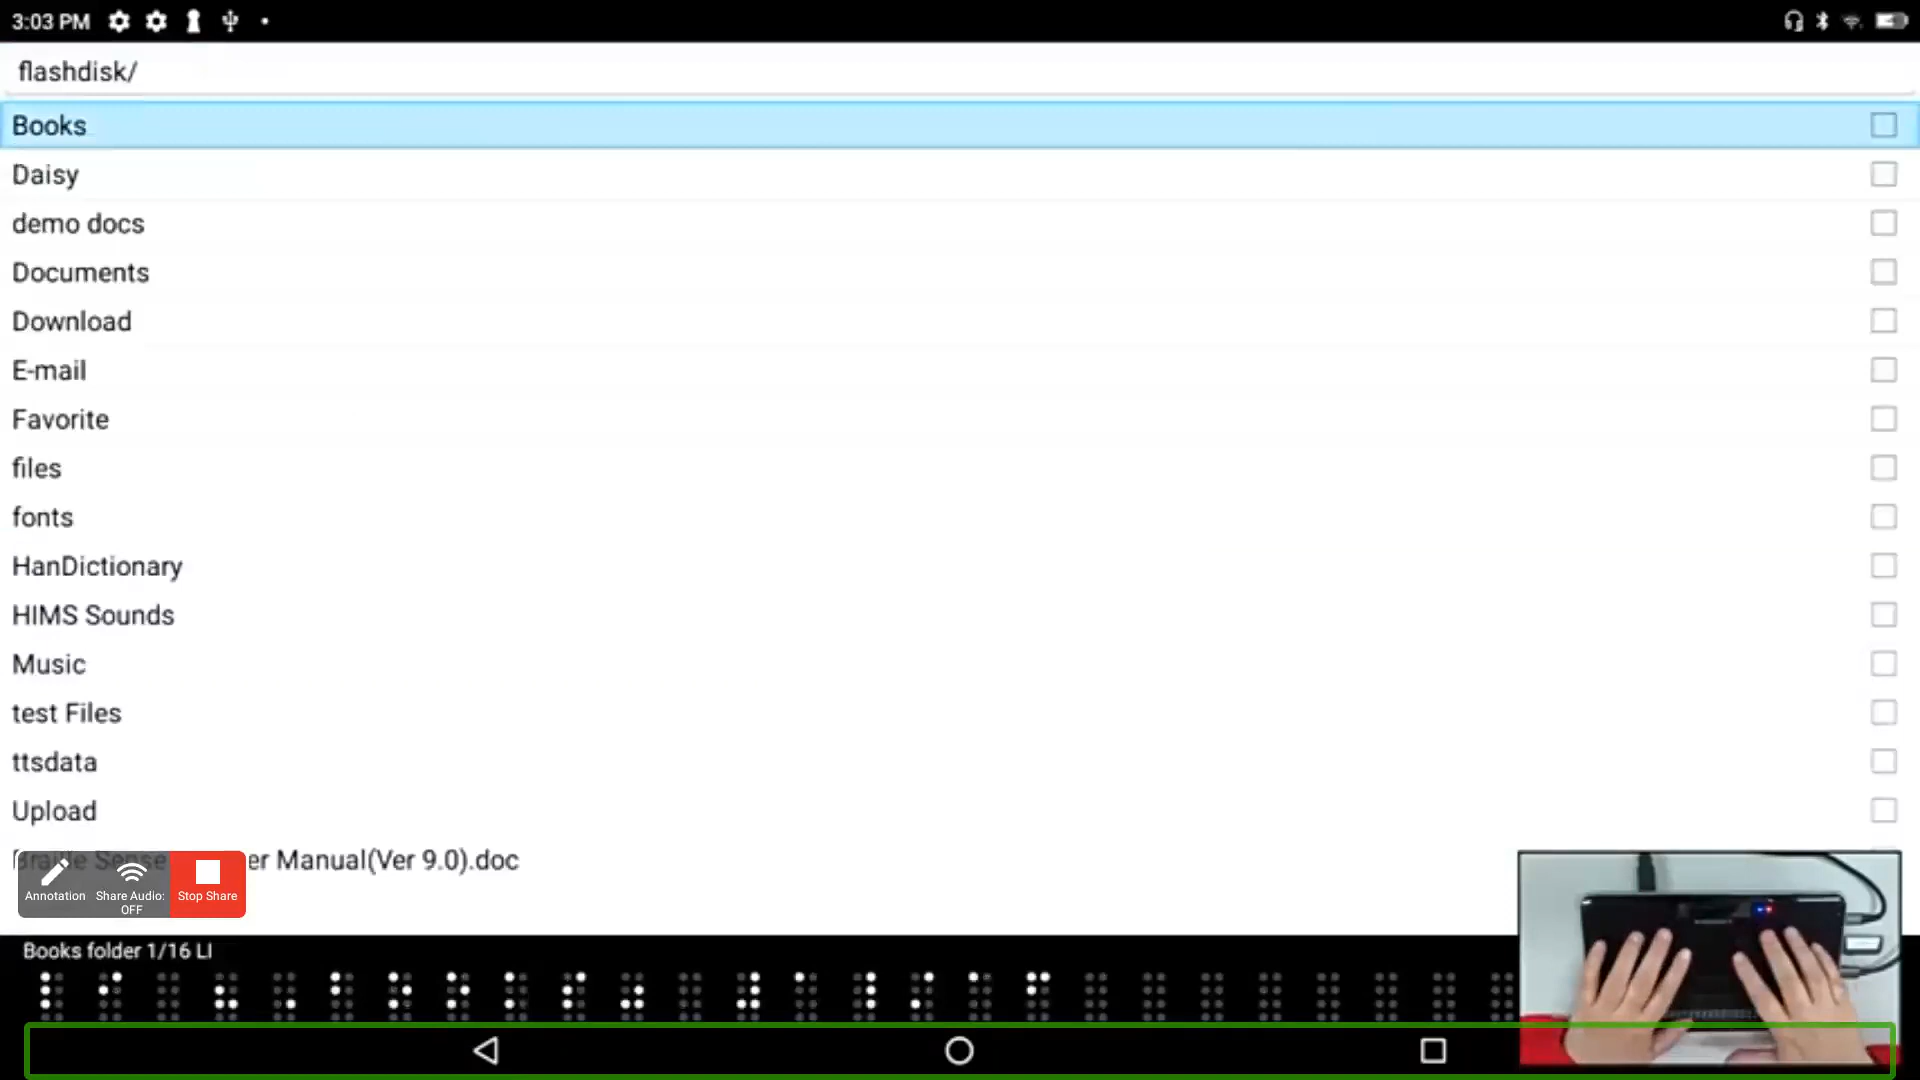 3:03 PM
flashdisk/
Books
Daisy
demo docs
Documents
Download
E-mail
Favorite
files
fonts
HanDictionary
HIMS Sounds
Music
test Files
ttsdata
Upload
Braille Sense er Manual(Ver 9.0).doc
Annotation
Share Audio: OFF
Stop Share
Books folder 1/16 LI